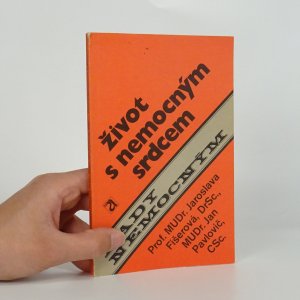 život
s nemocným
srdcem
RADY
NEMOCNÝM
Prof. MUDr. Jaroslava
Fišerová, DrSc.,
MUDr. Jan
Pavlovič,
CSc.